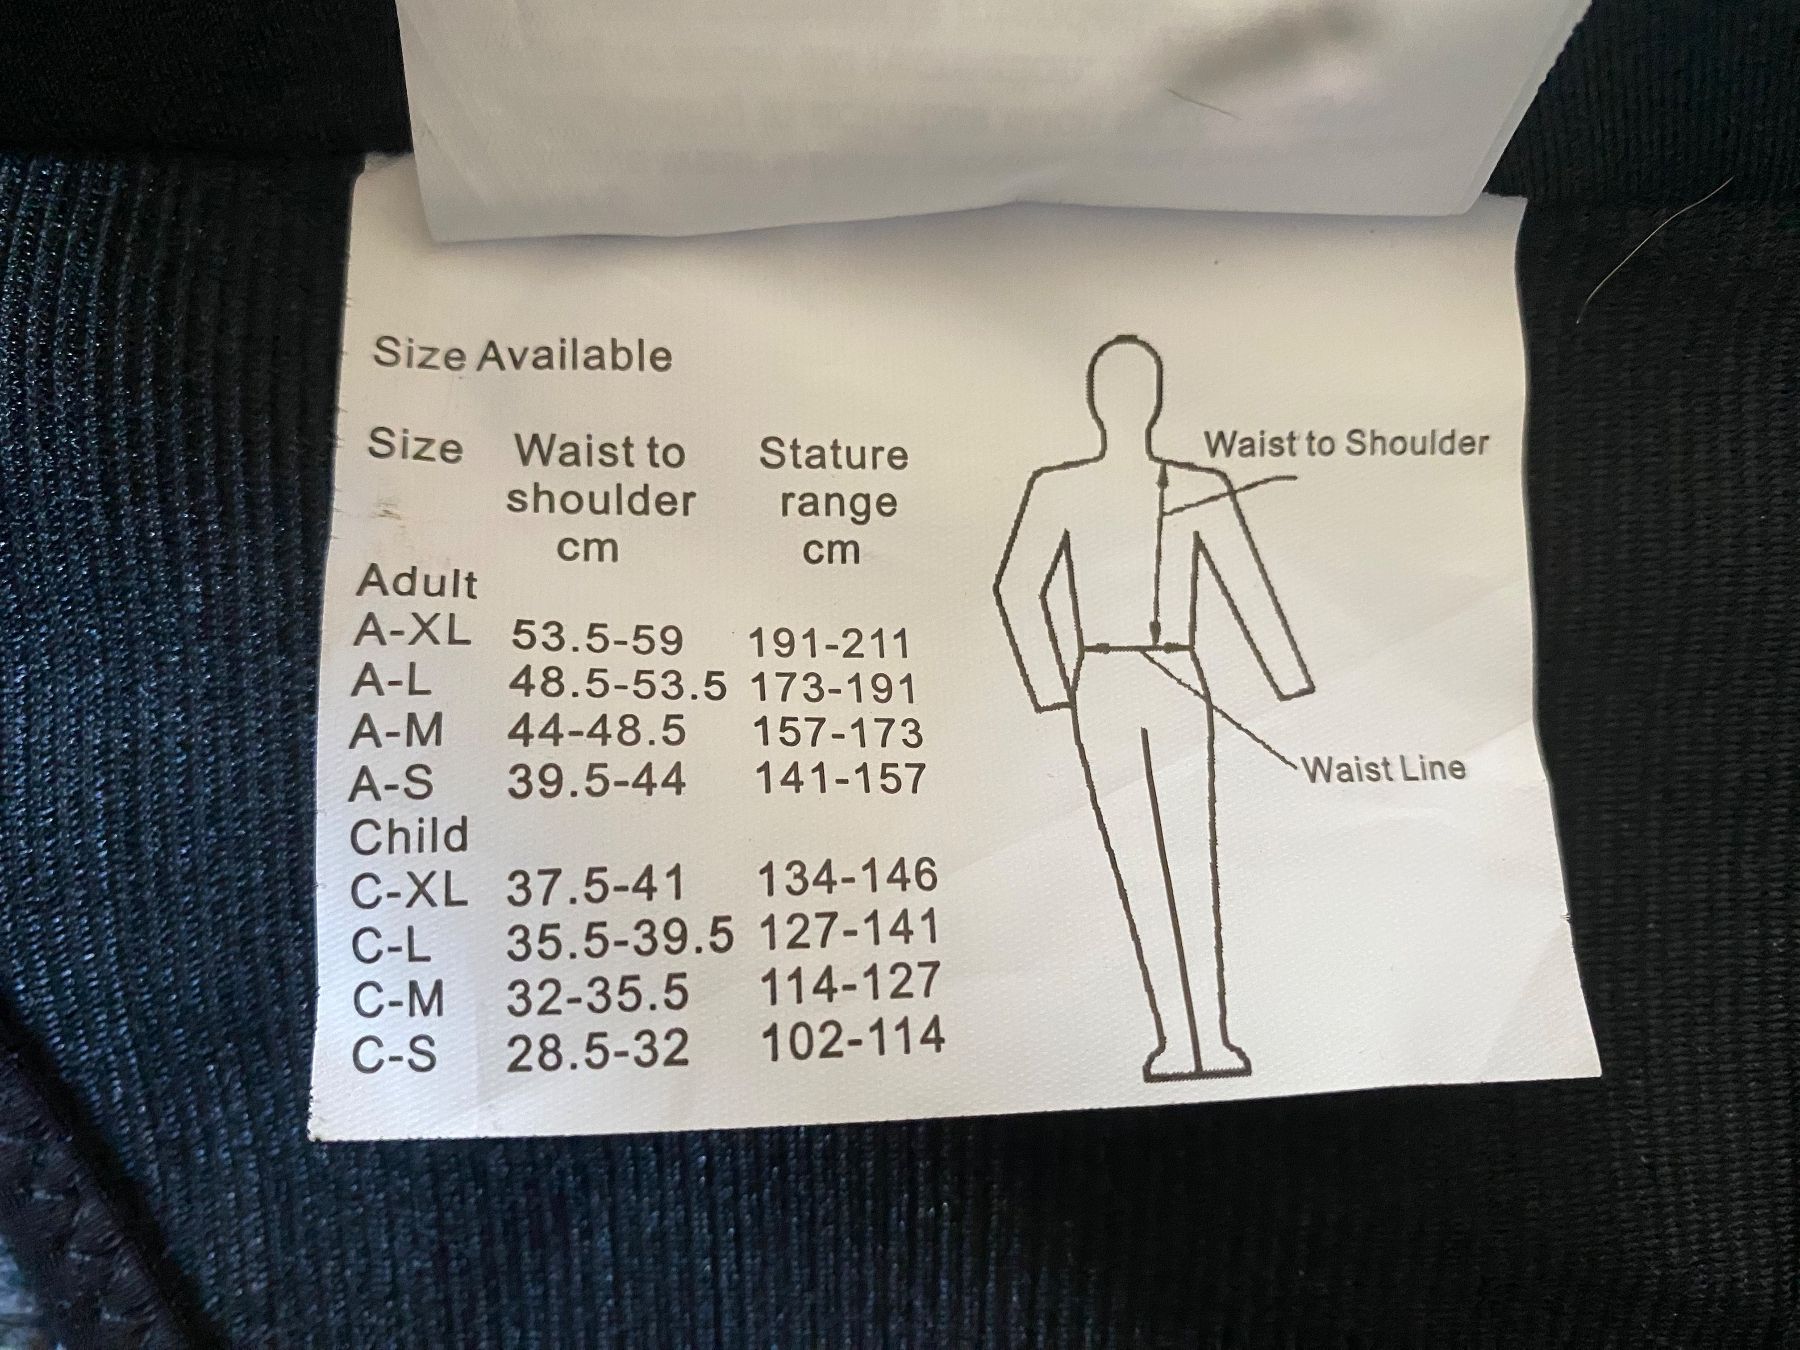 Size Available
Size Waist to shoulder cm Stature range cm
Adult
A-XL 53.5-59 191-211
A-L 48.5-53.5 173-191
A-M 44-48.5 157-173
A-S 39.5-44 141-157
Child
C-XL 37.5-41 134-146
C-L 35.5-39.5 127-141
C-M 32-35.5 114-127
C-S 28.5-32 102-114
Waist to Shoulder
Waist Line